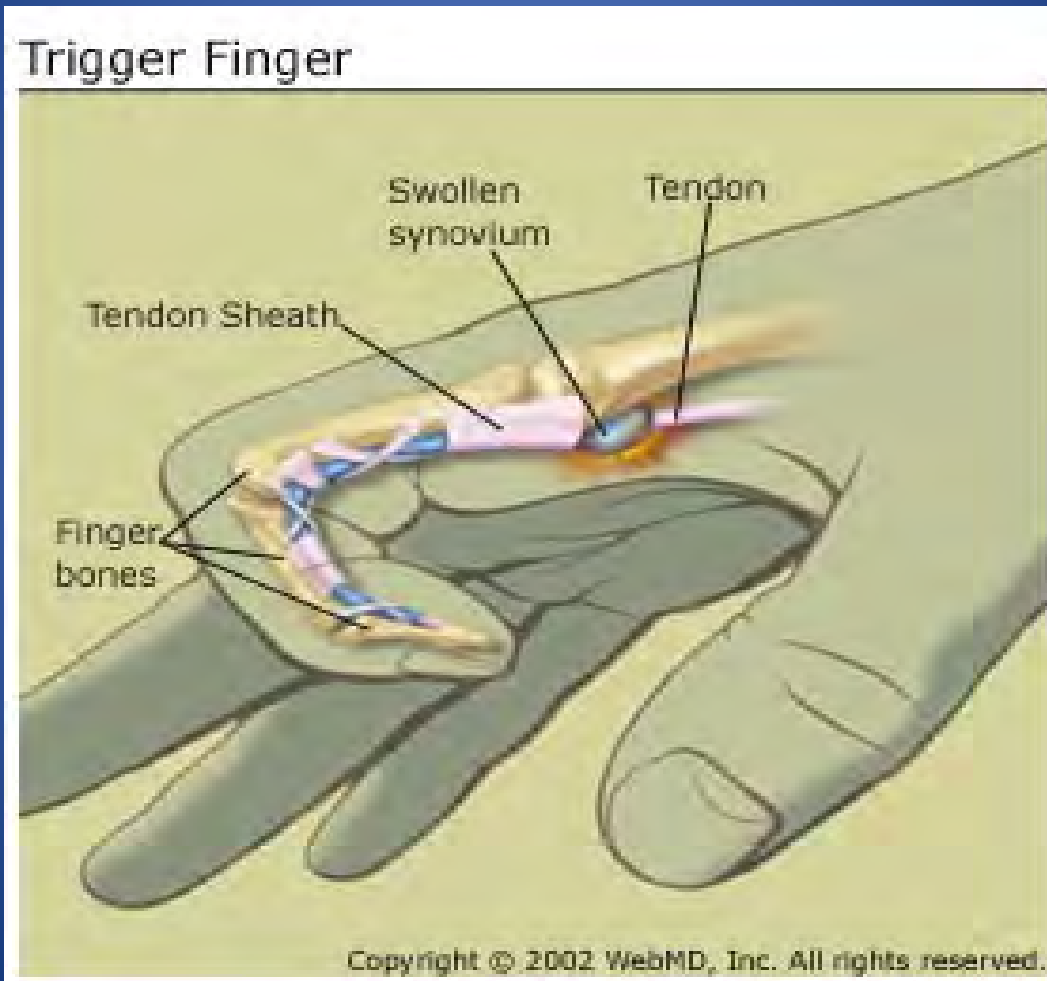 Trigger Finger
Swollen
synovium
Tendon
Tendon Sheath
Finger
bones
Copyright © 2002 WebMD, Inc. All rights reserved.